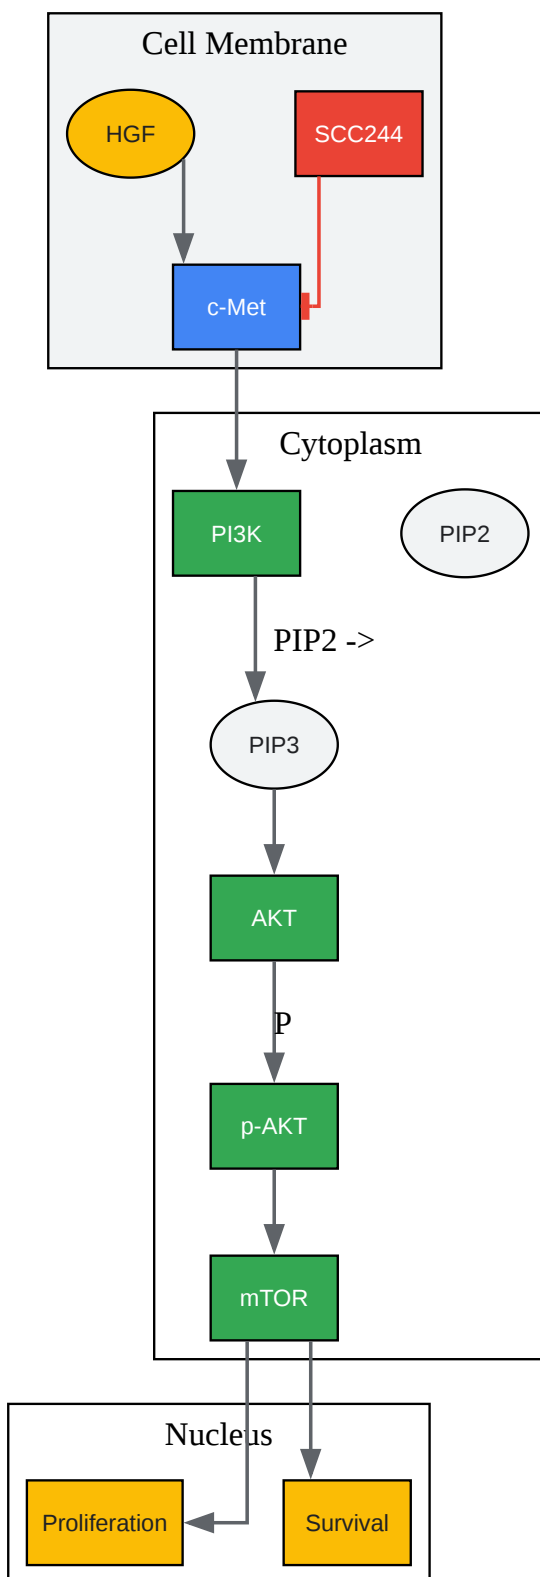 Cell Membrane
HGF
SCC244
c-Met
Cytoplasm
PI3K
PIP2
PIP2 ->
PIP3
AKT
P
p-AKT
mTOR
Nucleus
Proliferation
Survival